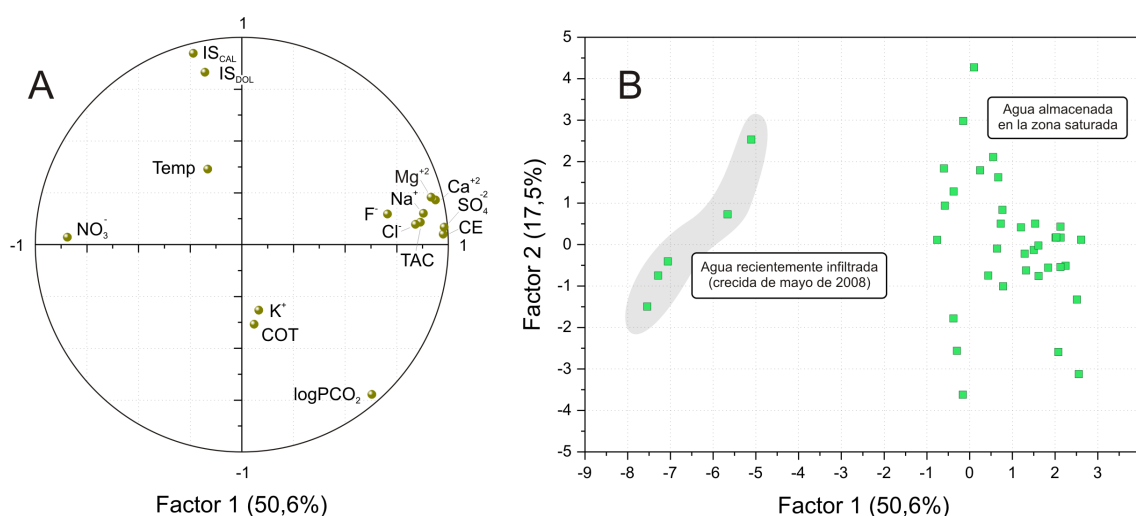 A
1
IS_CAL
IS_DOL
Temp
Mg⁺²
Ca⁺²
Na⁺
SO₄⁻²
F⁻
Cl⁻
CE
TAC
NO₃⁻
-1
1
K⁺
COT
logPCO₂
-1
Factor 1 (50,6%)
B
Factor 2 (17,5%)
5
4
3
2
1
0
-1
-2
-3
-4
-5
Agua almacenada
en la zona saturada
Agua recientemente infiltrada
(crecida de mayo de 2008)
-9 -8 -7 -6 -5 -4 -3 -2 -1 0 1 2 3
Factor 1 (50,6%)